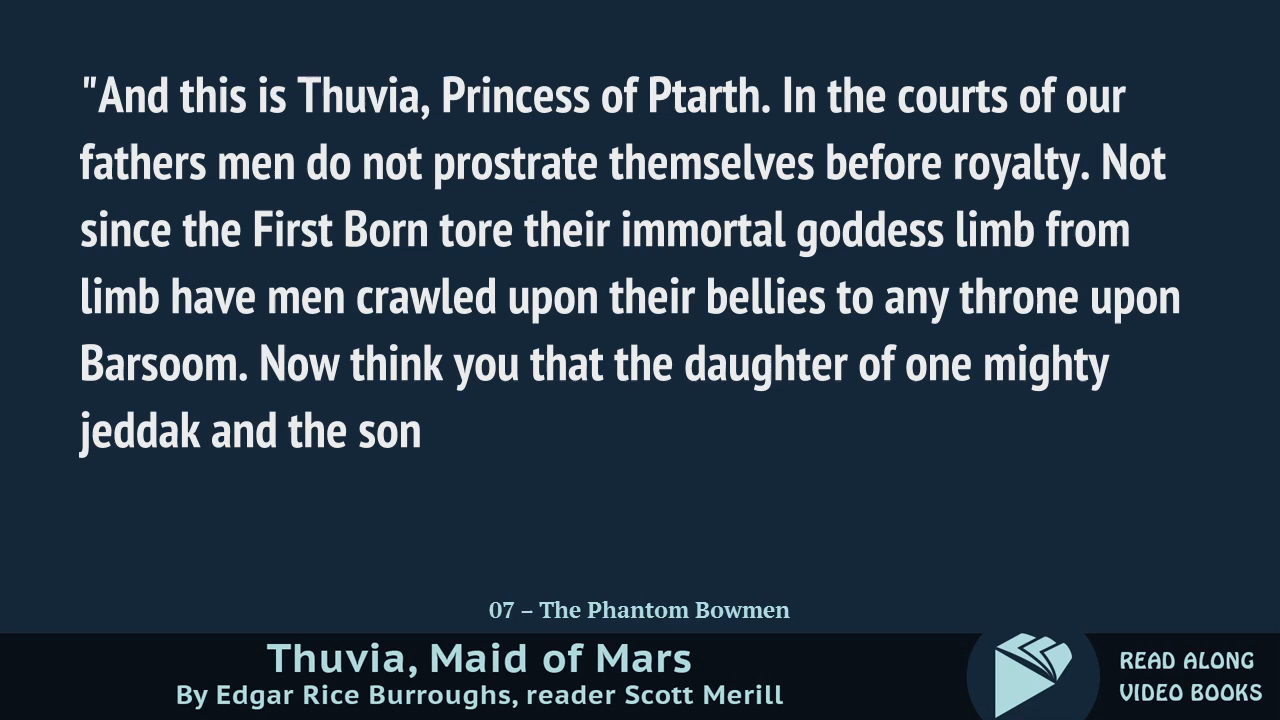 "And this is Thuvia, Princess of Ptarth. In the courts of our
fathers men do not prostrate themselves before royalty. Not
since the First Born tore their immortal goddess limb from
limb have men crawled upon their bellies to any throne upon
Barsoom. Now think you that the daughter of one mighty
jeddak and the son
07 – The Phantom Bowmen
Thuvia, Maid of Mars
By Edgar Rice Burroughs, reader Scott Merill
READ ALONG
VIDEO BOOKS